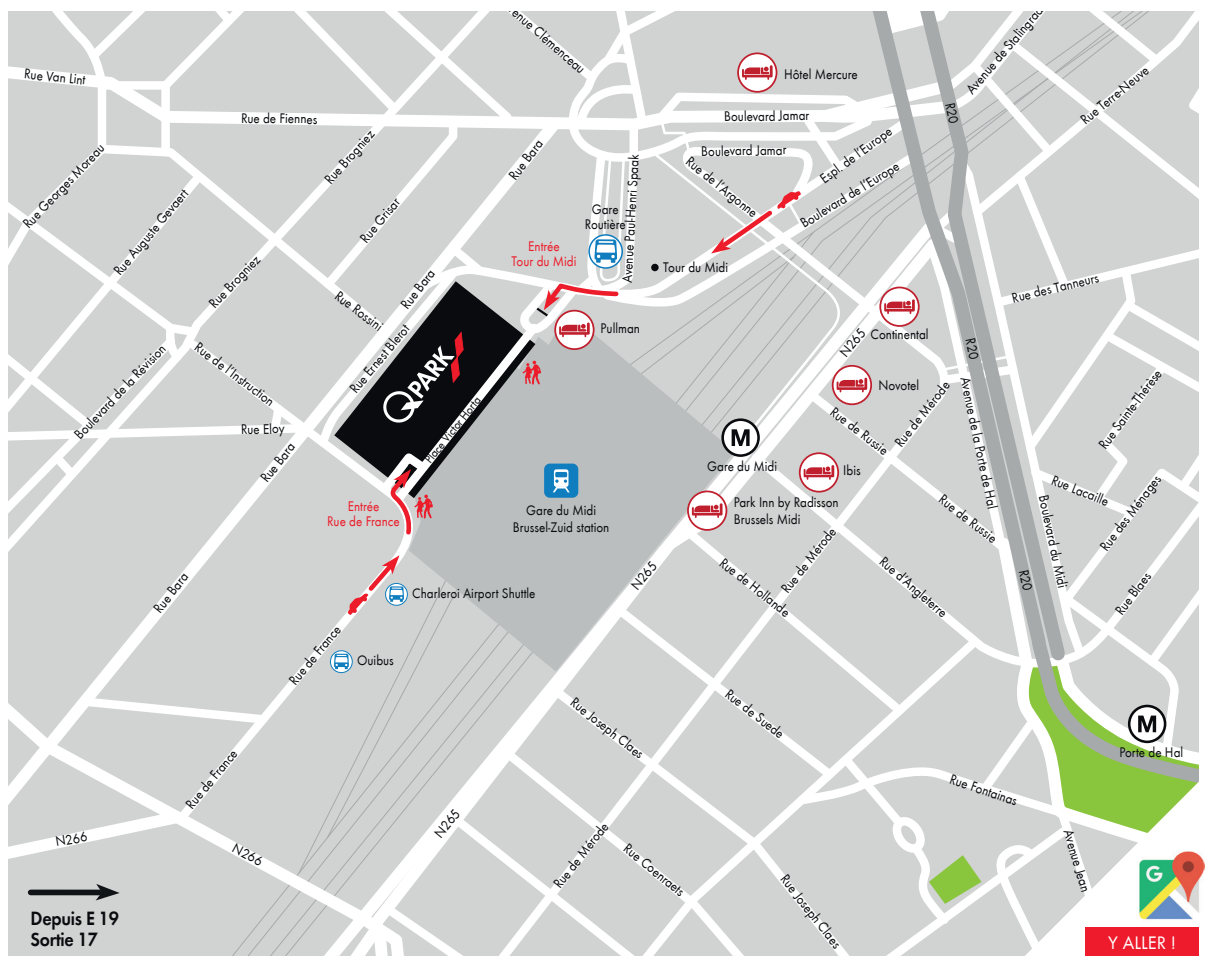 Avenue Clémenceau
Avenue de Stalingrad
Hôtel Mercure
Rue Van Lint
Rue de Fiennes
Boulevard Jamar
R20
Rue Terre-Neuve
Rue Brogniez
Rue Bara
Boulevard Jamar
Espl. de l'Europe
Rue Georges Moreau
Rue de l'Argonne
Boulevard de l'Europe
Avenue Paul-Henri Spaak
Rue Auguste Gevaert
Rue Grisar
Gare
Routière
Entrée
Tour du Midi
Tour du Midi
Rue Brogniez
Rue Bara
Rue Rossini
Rue des Tanneurs
Pullman
Continental
N265
R20
Rue Ernest Blerot
Boulevard de la Révision
Rue de l'Instruction
QPARK
Novotel
Rue de Mérode
Avenue de la Porte de Hal
Rue Sainte-Thérèse
Rue Eloy
Place Victor Horta
Rue de Russie
M
Gare du Midi
Ibis
Rue Bara
Entrée
Rue de France
Gare du Midi
Brussel-Zuid station
Park Inn by Radisson
Brussels Midi
Rue Lacaille
Rue des Ménages
Rue de Russie
Boulevard du Midi
Rue Bara
Charleroi Airport Shuttle
N265
Rue de Hollande
Rue de Mérode
Rue d'Angleterre
R20
Rue Blaes
Rue de France
Ouibus
Rue Joseph Claes
Rue de Suede
M
Porte de Hal
Rue de France
Rue Fontainas
N266
N266
N265
Rue de Mérode
Rue Coenraets
Rue Joseph Claes
Avenue Jean
G
Depuis E 19
Sortie 17
Y ALLER !